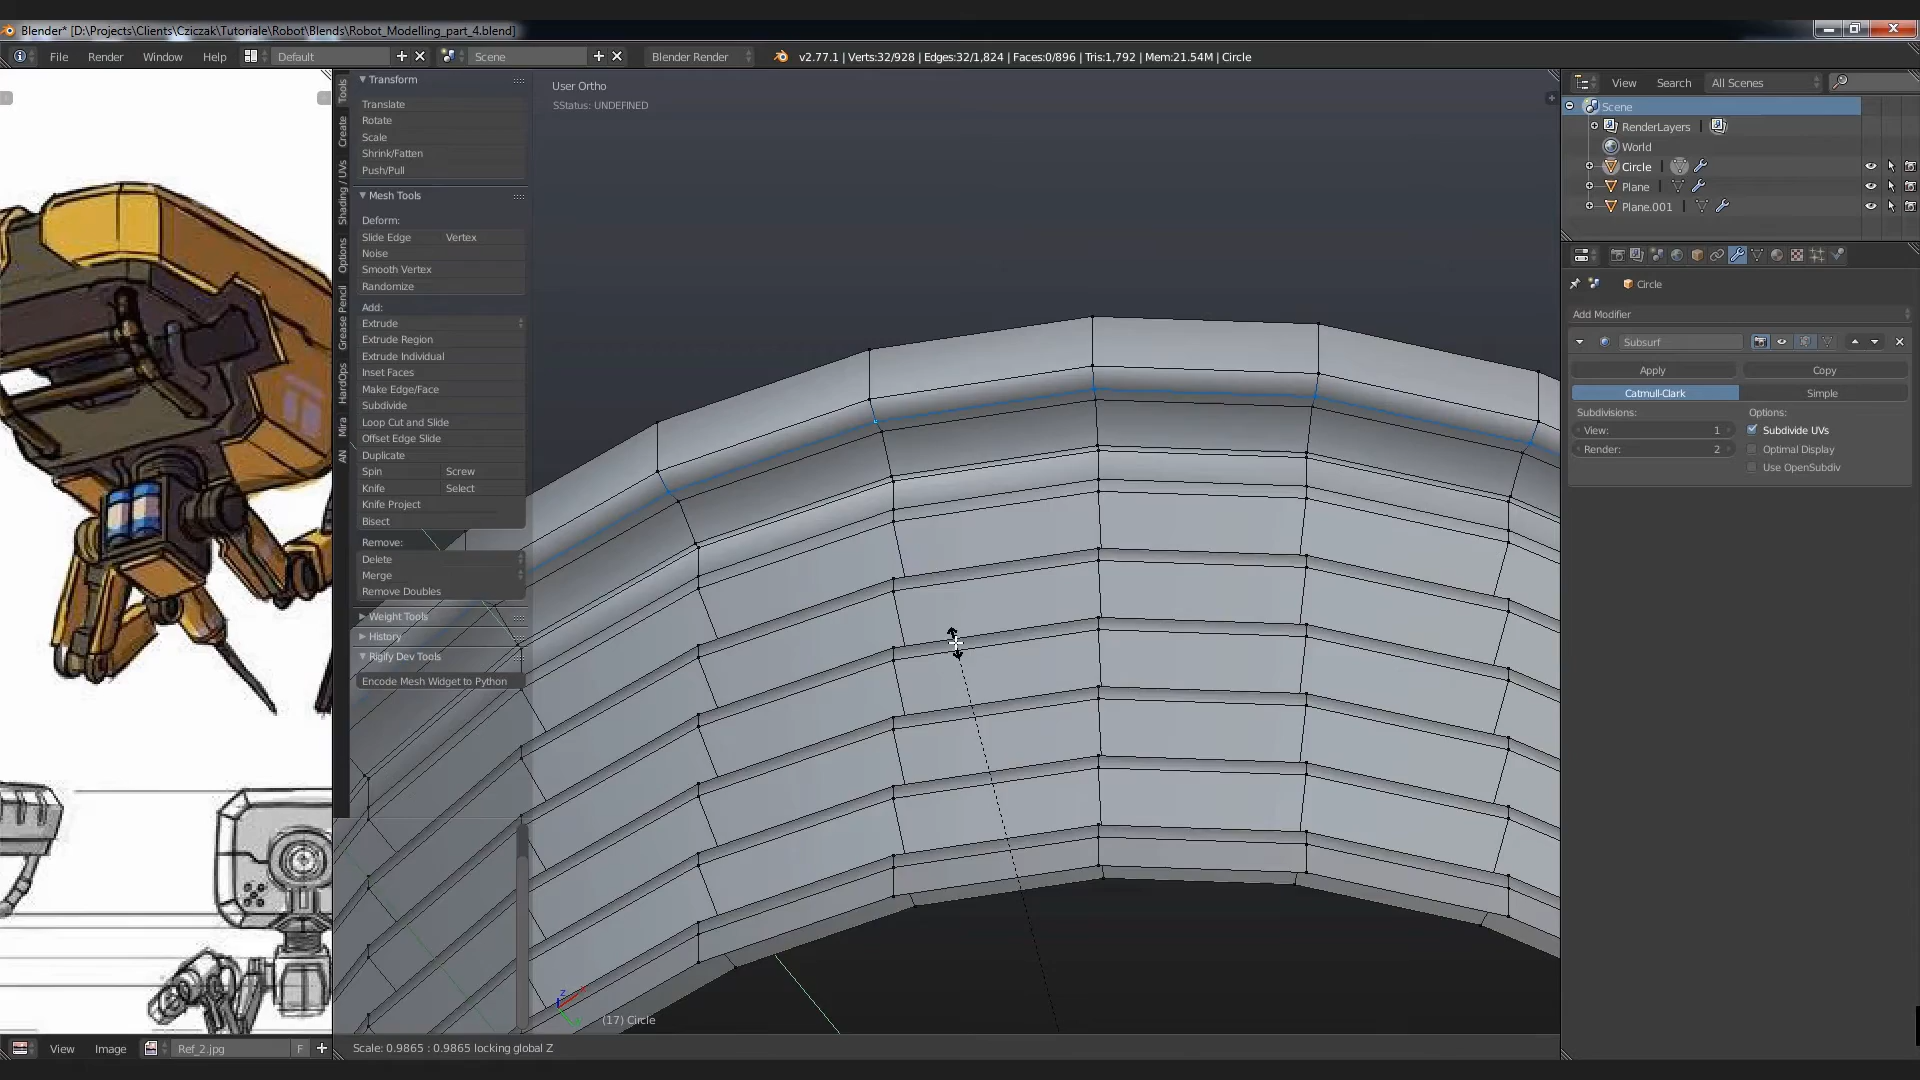 Blender* [D:\Projects\Clients\Cziczak\Tutoriale\Robot\Blends\Robot_Modelling_part_4.blend]
File Render Window Help Default Scene Blender Render v2.77.1 | Verts:32/928 | Edges:32/1,824 | Faces:0/896 | Tris:1,792 | Mem:21.54M | Circle
Tools
Create
Shading / UVs
Options
Grease Pencil
HardOps
Mira
AN
Transform
Translate
Rotate
Scale
Shrink/Fatten
Push/Pull
Mesh Tools
Deform:
Slide Edge Vertex
Noise
Smooth Vertex
Randomize
Add:
Extrude
Extrude Region
Extrude Individual
Inset Faces
Make Edge/Face
Subdivide
Loop Cut and Slide
Offset Edge Slide
Duplicate
Spin Screw
Knife Select
Knife Project
Bisect
Remove:
Delete
Merge
Remove Doubles
Weight Tools
History
Rigify Dev Tools
Encode Mesh Widget to Python
User Ortho
SStatus: UNDEFINED
z
(17) Circle
View Search All Scenes
Scene
RenderLayers |
World
Circle |
Plane |
Plane.001 |
Circle
Add Modifier
Subsurf
Apply Copy
Catmull-Clark Simple
Subdivisions: Options:
View: 1 Subdivide UVs
Render: 2 Optimal Display
Use OpenSubdiv
View Image Ref_2.jpg F
Scale: 0.9865 : 0.9865 locking global Z